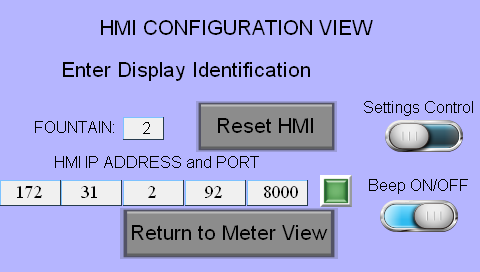 HMI CONFIGURATION VIEW
Enter Display Identification
Settings Control
FOUNTAIN: 2
Reset HMI
HMI IP ADDRESS and PORT
172 31 2 92 8000
Beep ON/OFF
Return to Meter View